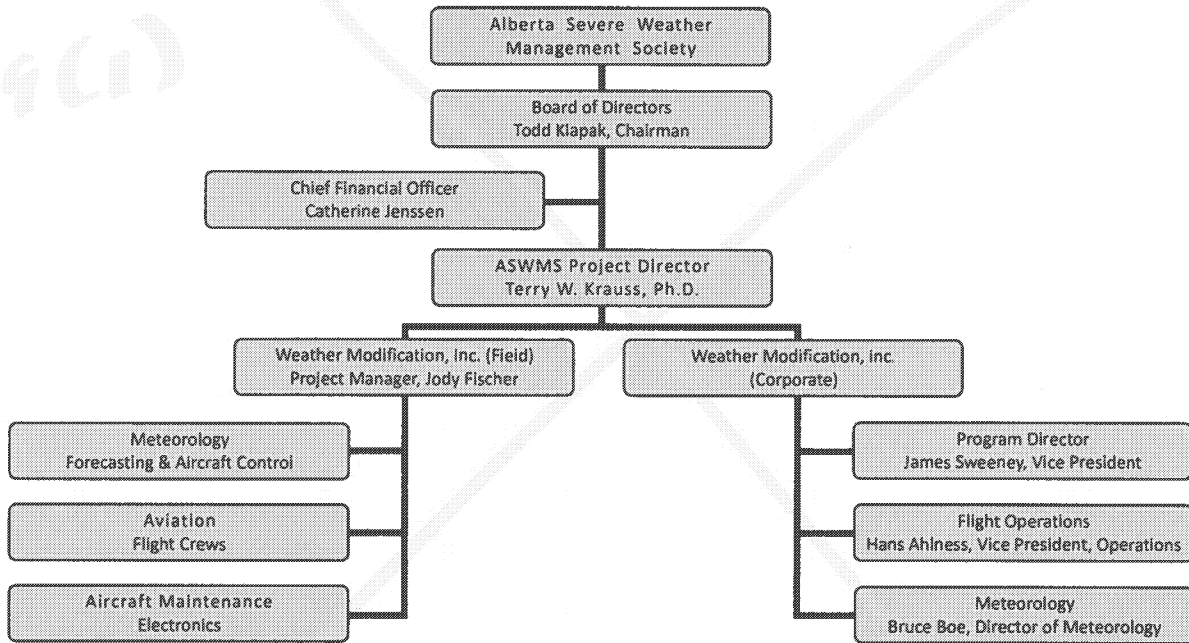 Alberta Severe Weather
Management Society
Board of Directors
Todd Klapak, Chairman
Chief Financial Officer
Catherine Jenssen
ASWMS Project Director
Terry W. Krauss, Ph.D.
Weather Modification, Inc. (Field)
Project Manager, Jody Fischer
Weather Modification, inc.
(Corporate)
Meteorology
Forecasting & Aircraft Control
Aviation
Flight Crews
Aircraft Maintenance
Electronics
Program Director
James Sweeney, Vice President
Flight Operations
Hans Ahlness, Vice President, Operations
Meteorology
Bruce Boe, Director of Meteorology